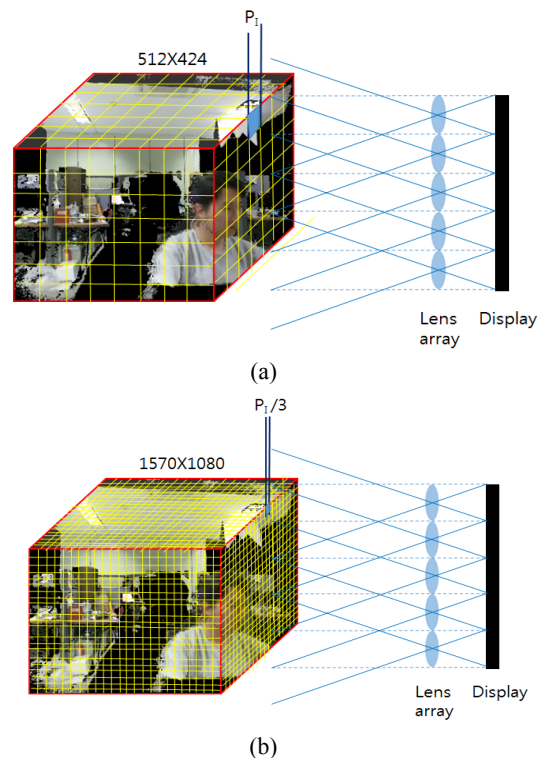 P_I
512X424
Lens array
Display
(a)
P_I/3
1570X1080
Lens array
Display
(b)